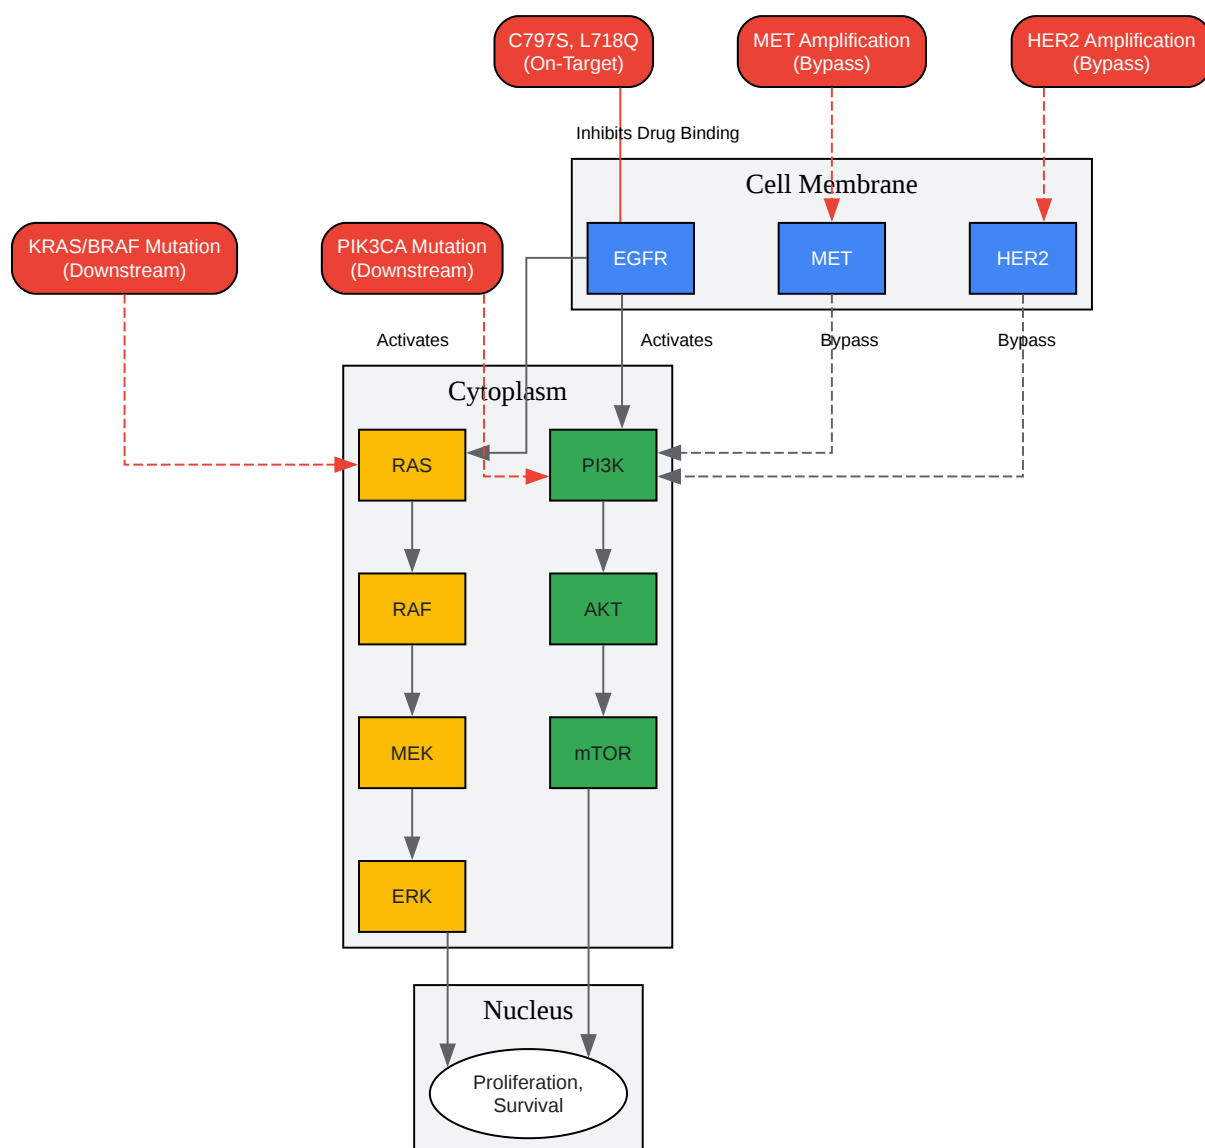 C797S, L718Q
(On-Target)
MET Amplification
(Bypass)
HER2 Amplification
(Bypass)
Inhibits Drug Binding
Cell Membrane
KRAS/BRAF Mutation
(Downstream)
PIK3CA Mutation
(Downstream)
EGFR
MET
HER2
Activates
Activates
Bypass
Bypass
Cytoplasm
RAS
PI3K
RAF
AKT
MEK
mTOR
ERK
Nucleus
Proliferation,
Survival